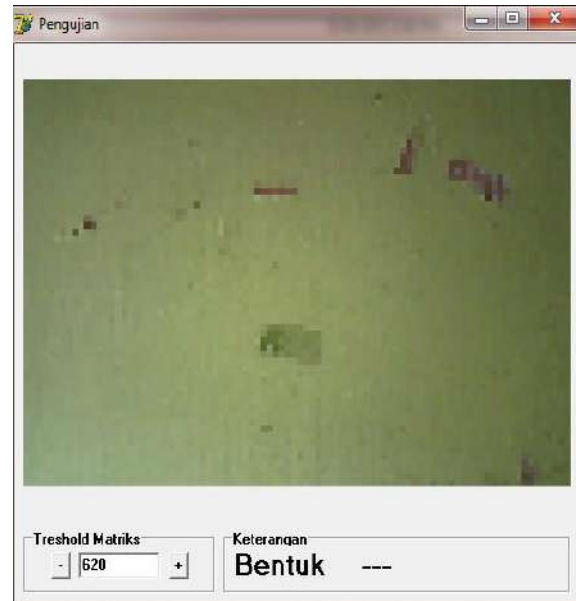 Pengujian
Treshold Matriks
- 620 +
Keterangan
Bentuk ---